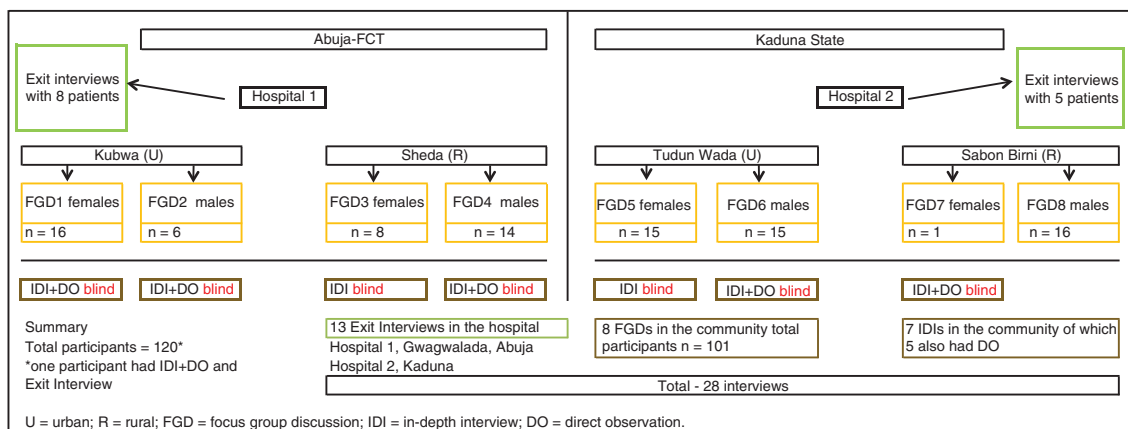 Abuja-FCT
Kaduna State
Exit interviews
with 8 patients
Hospital 1
Hospital 2
Exit interviews
with 5 patients
Kubwa (U)
Sheda (R)
Tudun Wada (U)
Sabon Birni (R)
FGD1 females
n = 16
FGD2 males
n = 6
FGD3 females
n = 8
FGD4 males
n = 14
FGD5 females
n = 15
FGD6 males
n = 15
FGD7 females
n = 1
FGD8 males
n = 16
IDI+DO blind
IDI+DO blind
IDI blind
IDI+DO blind
IDI blind
IDI+DO blind
IDI+DO blind
Summary
Total participants = 120*
*one participant had IDI+DO and
Exit Interview
13 Exit Interviews in the hospital
Hospital 1, Gwagwalada, Abuja
Hospital 2, Kaduna
8 FGDs in the community total
participants n = 101
7 IDIs in the community of which
5 also had DO
Total - 28 interviews
U = urban; R = rural; FGD = focus group discussion; IDI = in-depth interview; DO = direct observation.